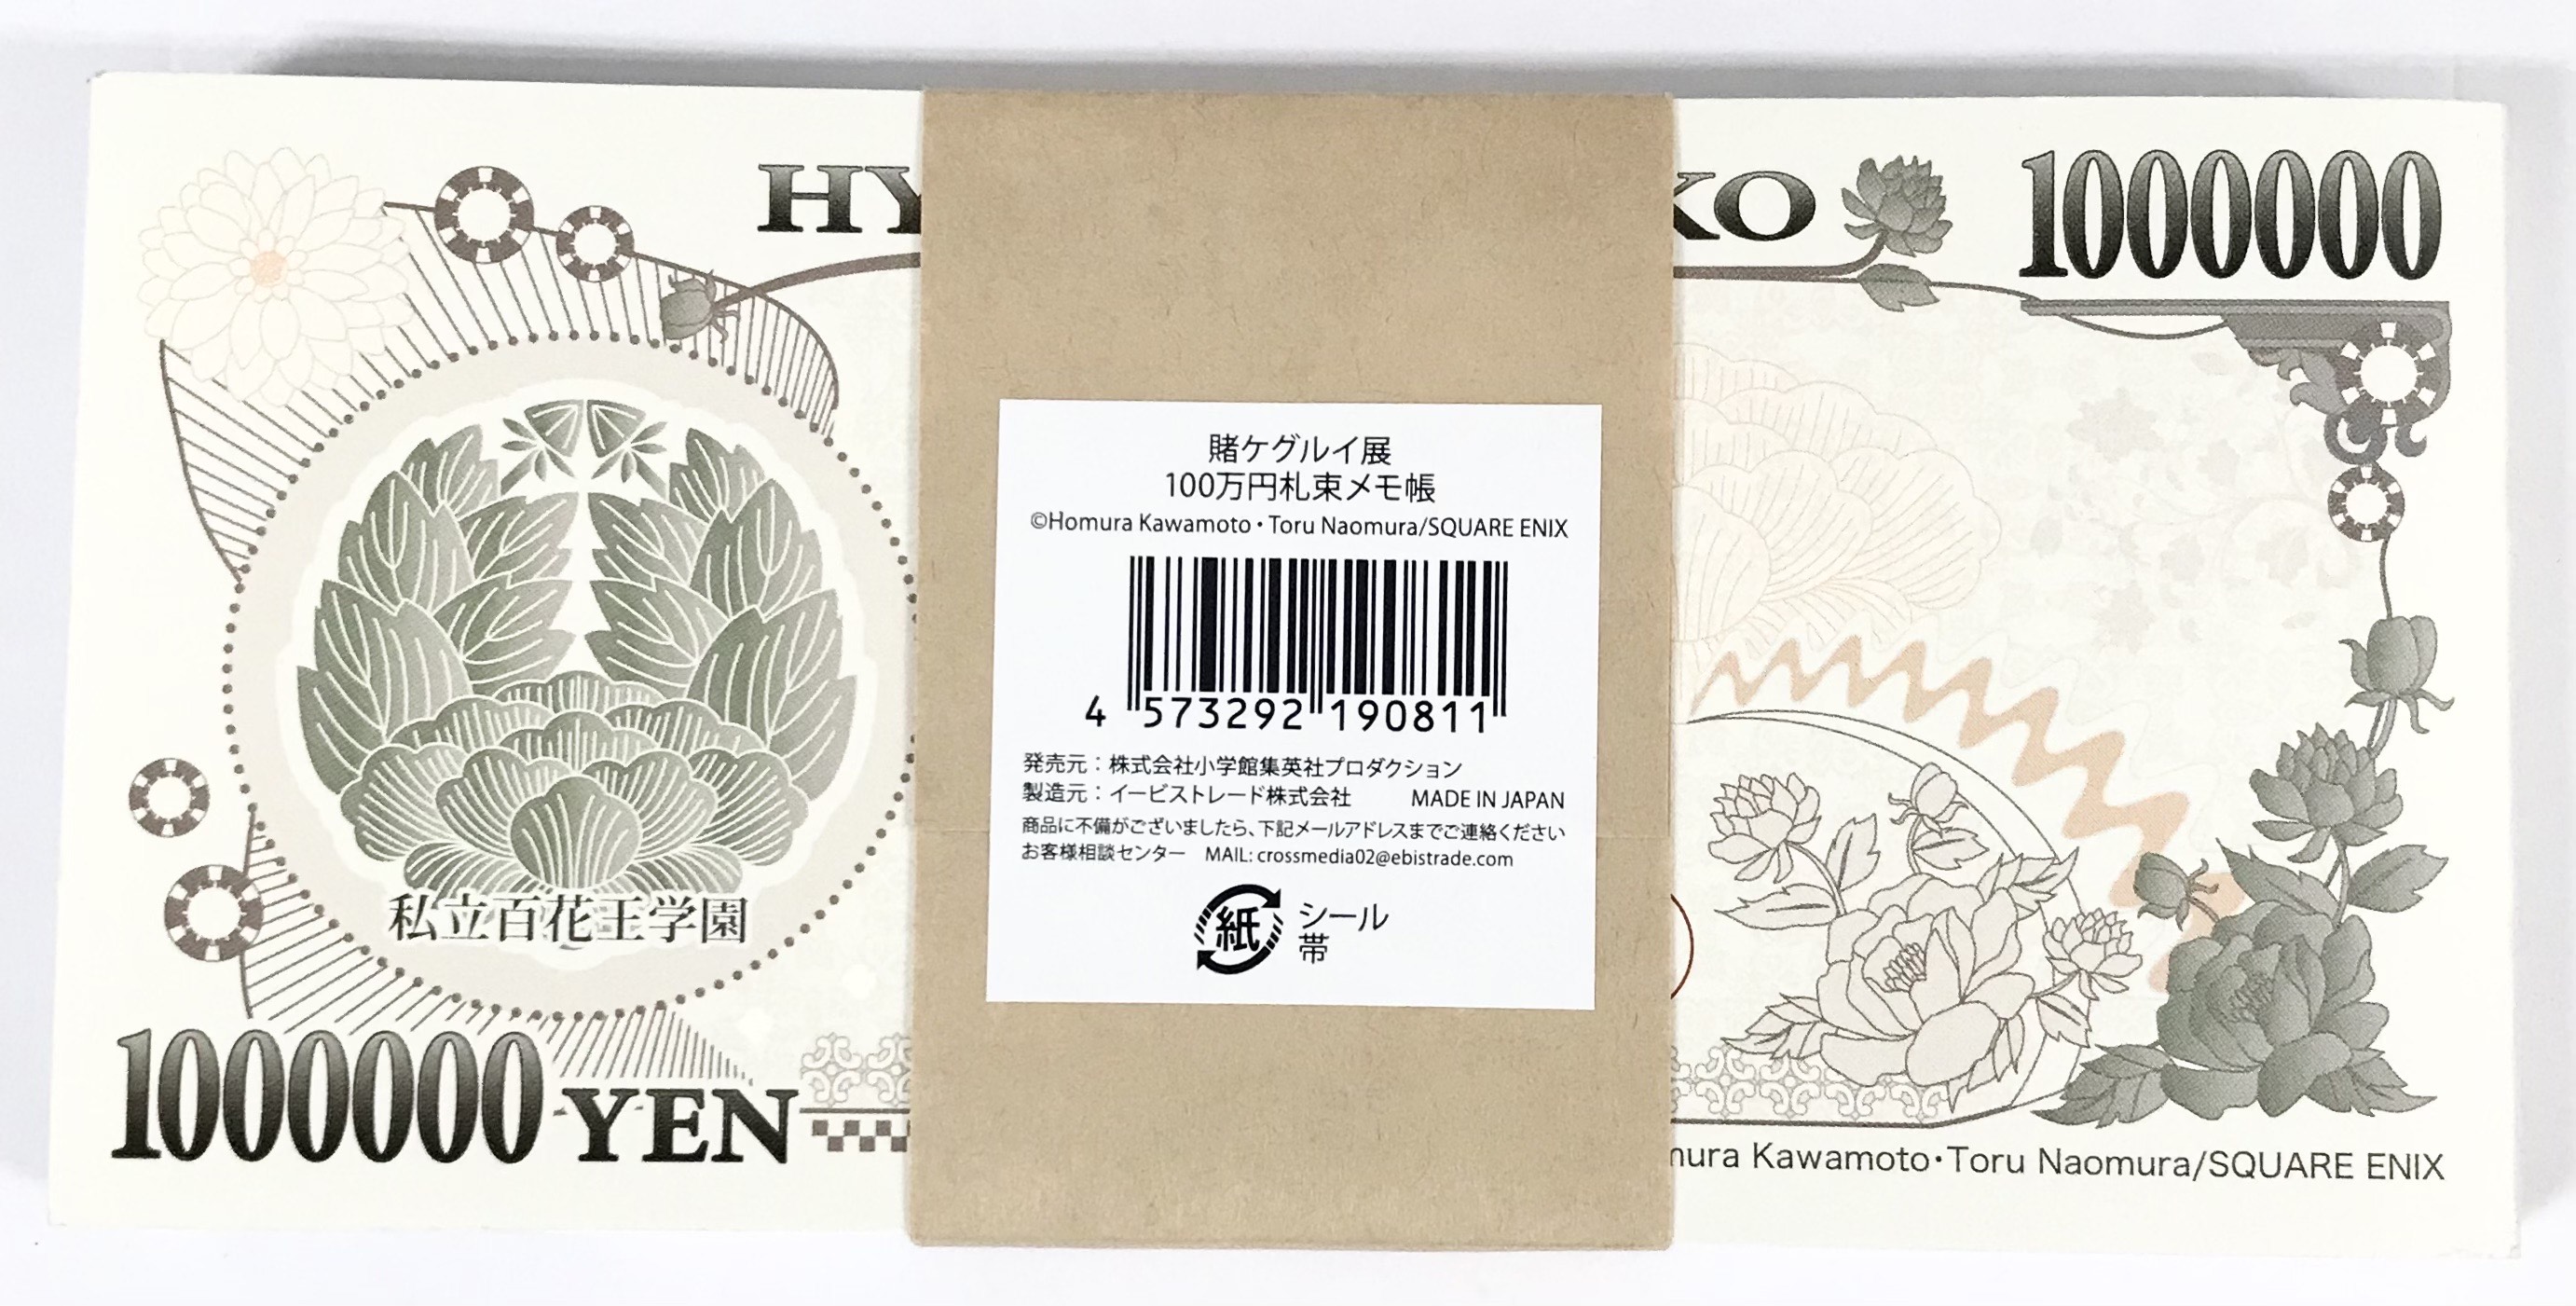 HY
KO
1000000
賭ケグルイ展
100万円札束メモ帳
©Homura Kawamoto・Toru Naomura/SQUARE ENIX
4 573292 190811
発売元：株式会社小学館集英社プロダクション
製造元：イービストレード株式会社 MADE IN JAPAN
商品に不備がございましたら、下記メールアドレスまでご連絡ください
お客様相談センター MAIL: crossmedia02@ebistrade.com
紙 シール
帯
私立百花王学園
1000000 YEN
mura Kawamoto・Toru Naomura/SQUARE ENIX